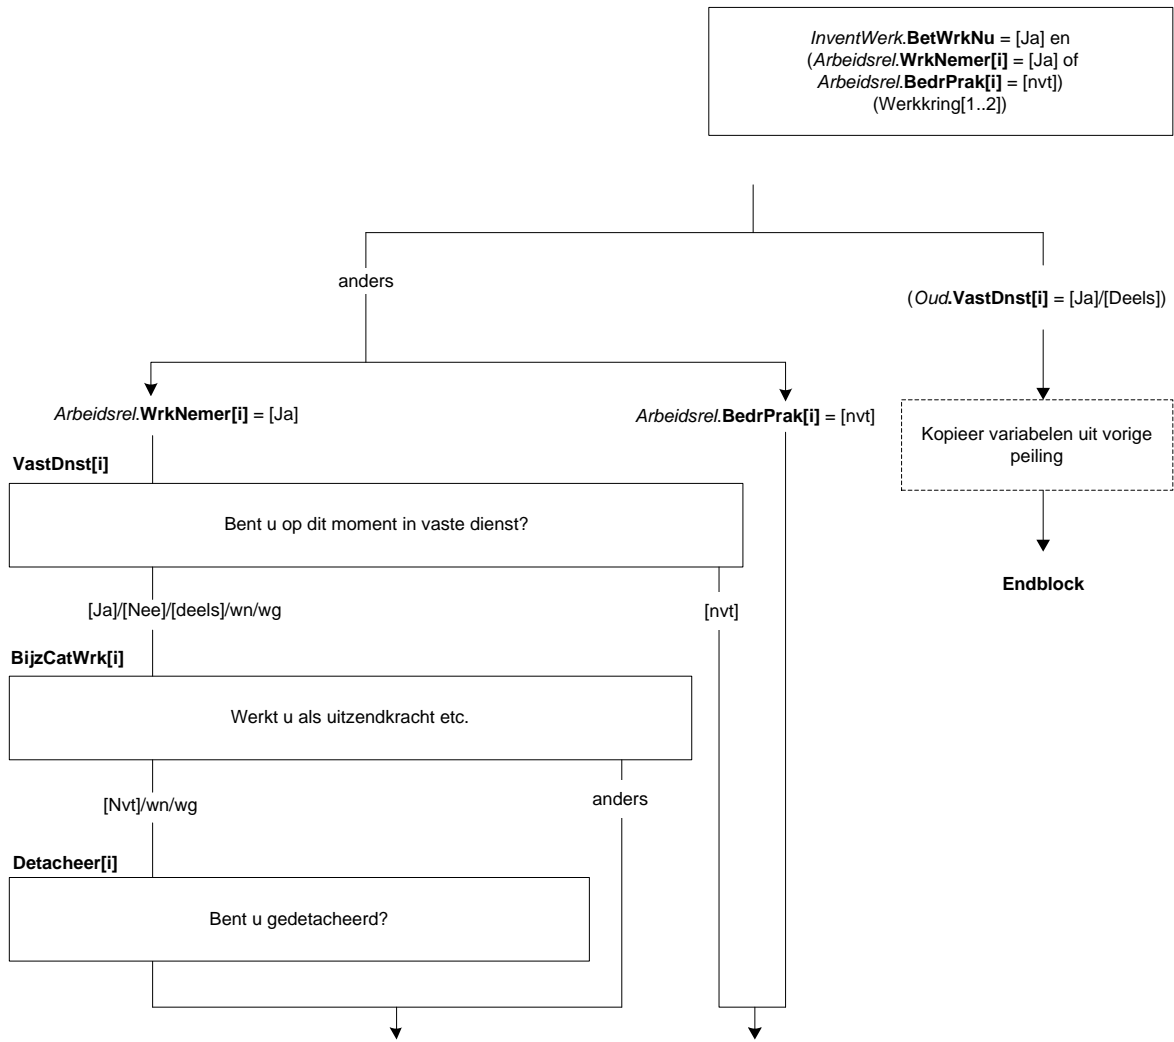 InventWerk.BetWrkNu = [Ja] en
(Arbeidsrel.WrkNemer[i] = [Ja] of
Arbeidsrel.BedrPrak[i] = [nvt])
(Werkkring[1..2])
anders
(Oud.VastDnst[i] = [Ja]/[Deels])
Arbeidsrel.WrkNemer[i] = [Ja]
Arbeidsrel.BedrPrak[i] = [nvt]
Kopieer variabelen uit vorige
peiling
VastDnst[i]
Bent u op dit moment in vaste dienst?
Endblock
[Ja]/[Nee]/[deels]/wn/wg
[nvt]
BijzCatWrk[i]
Werkt u als uitzendkracht etc.
[Nvt]/wn/wg
anders
Detacheer[i]
Bent u gedetacheerd?